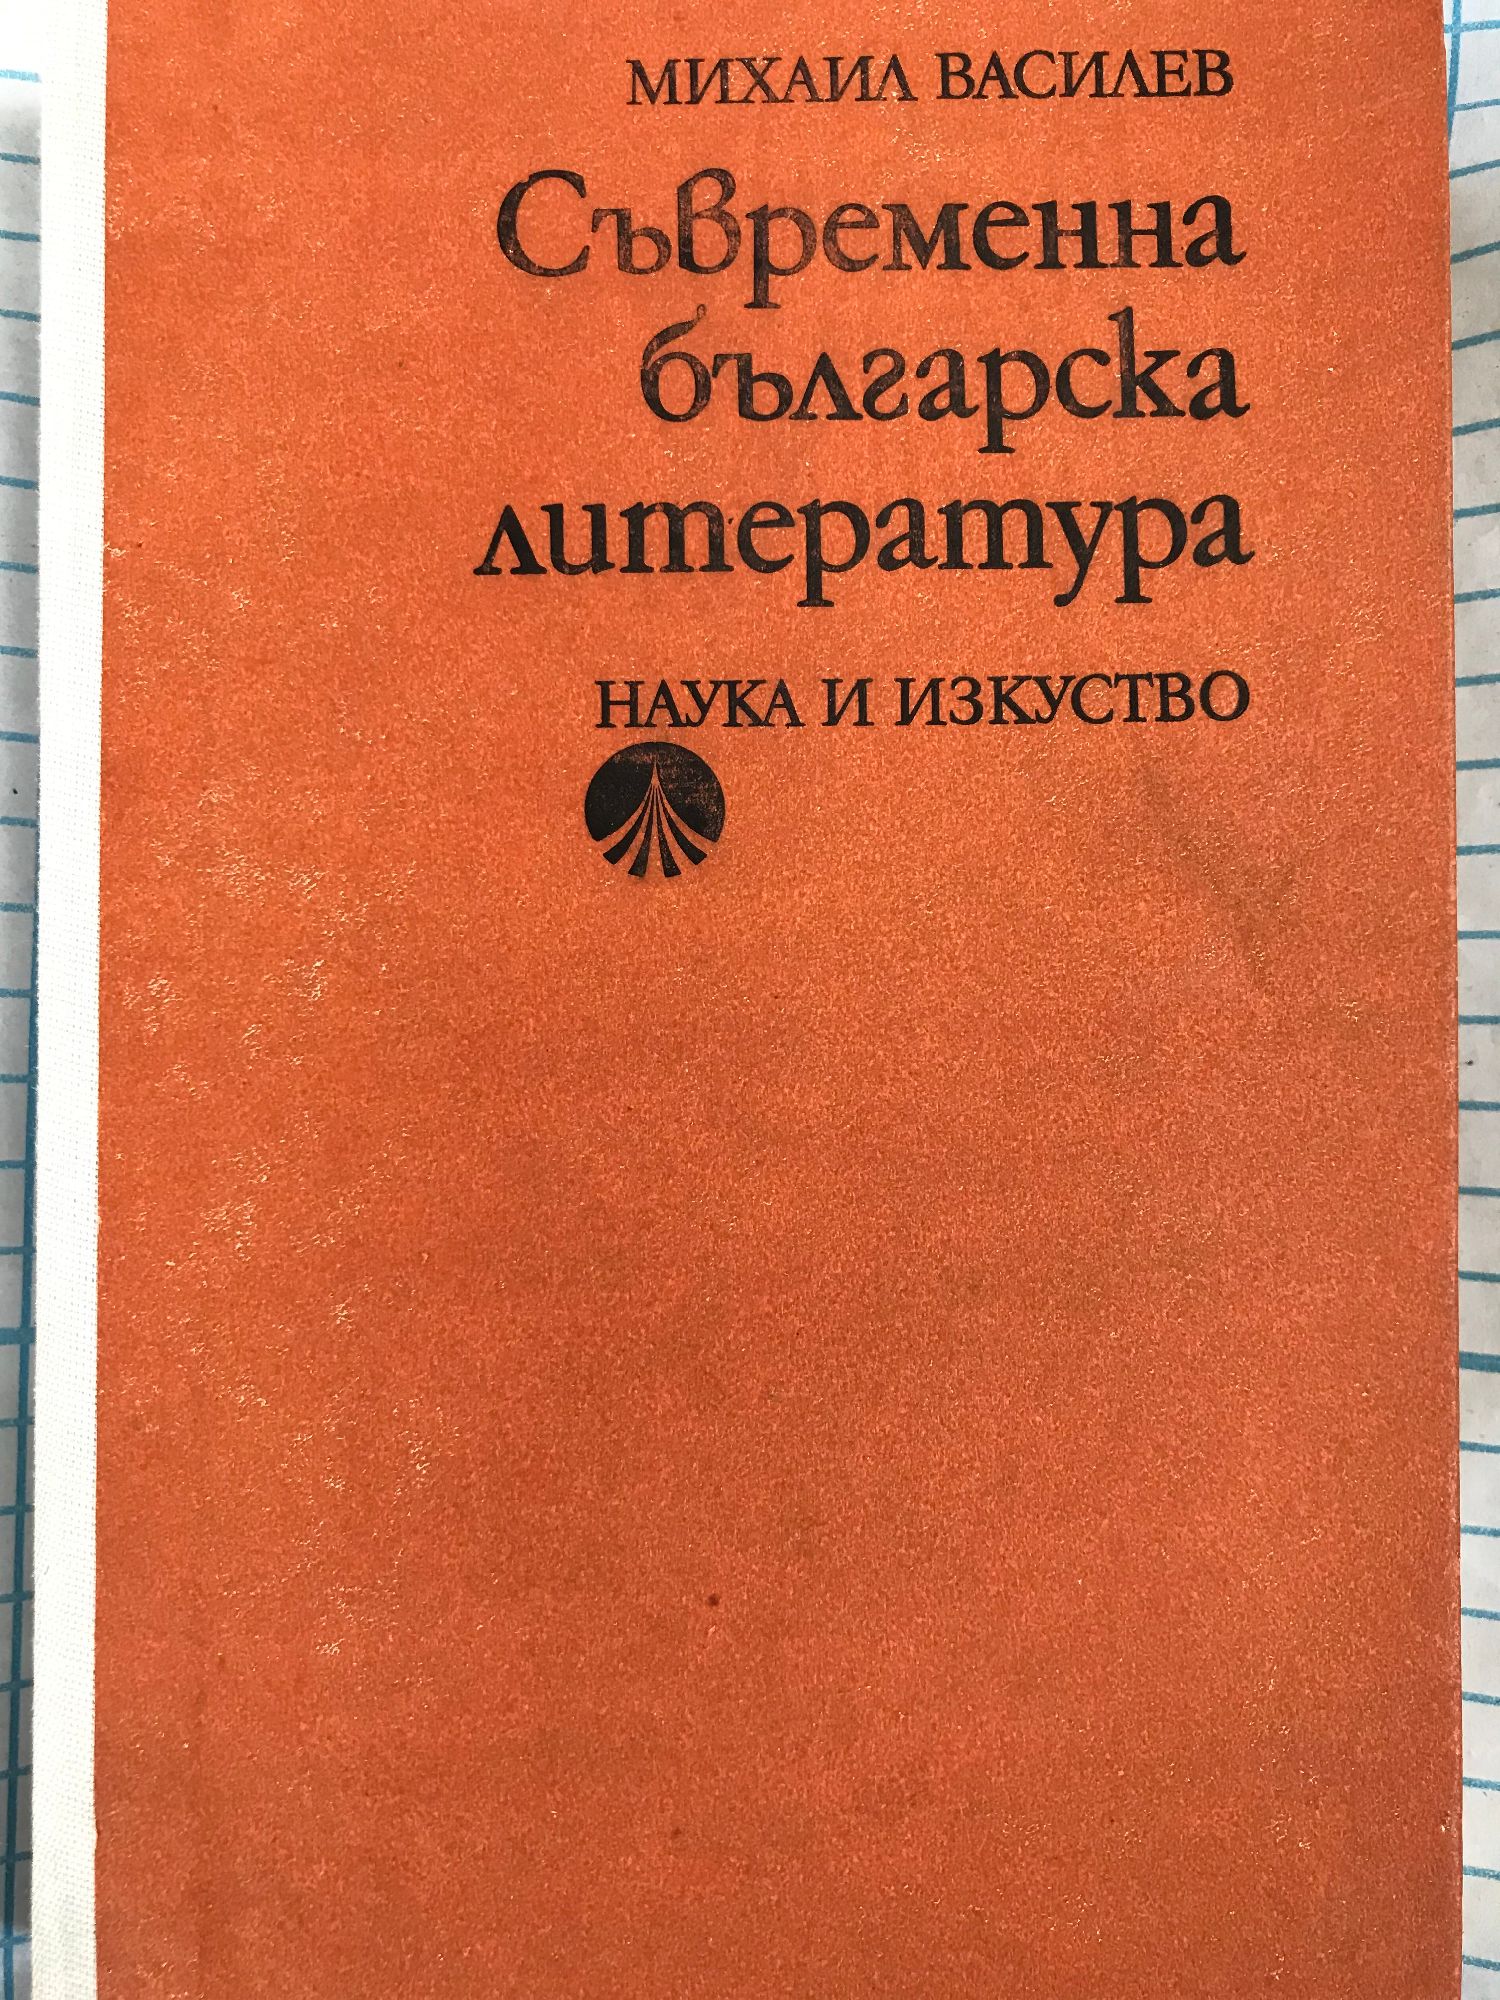 МИХАИЛ ВАСИЛЕВ
Съвременна
българска
литература
НАУКА И ИЗКУСТВО